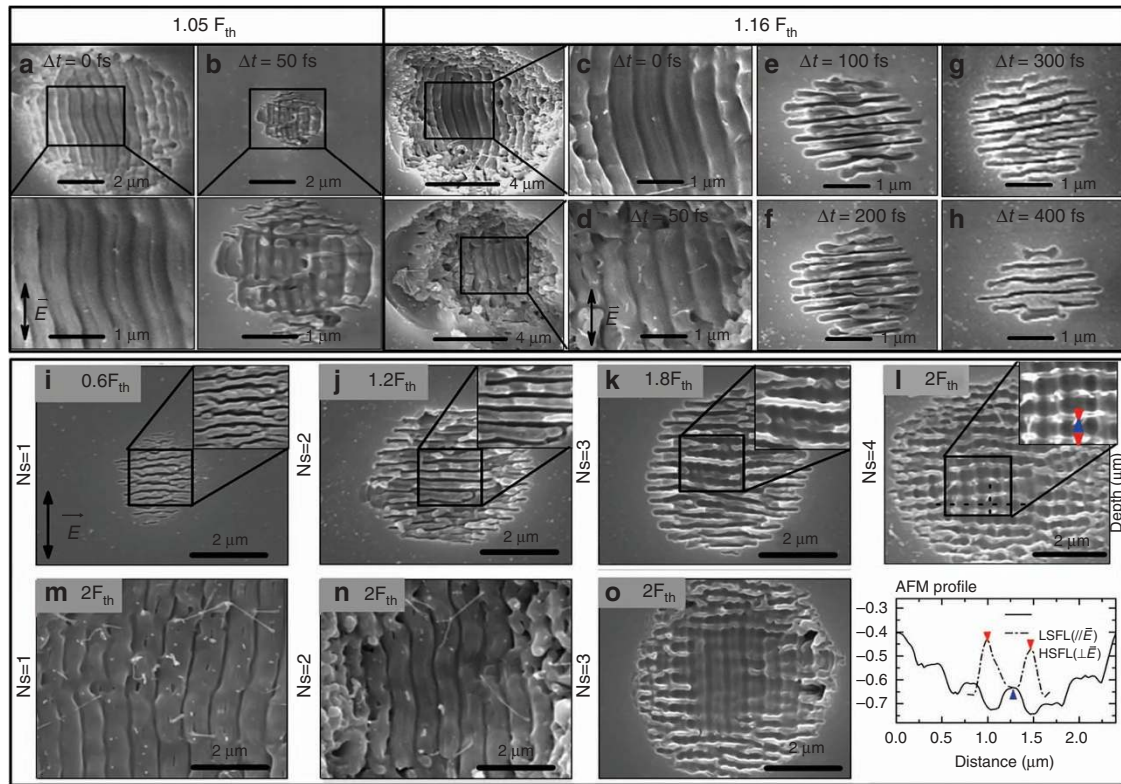 1.05 F_th
1.16 F_th
a Δt = 0 fs
2 μm
b Δt = 50 fs
2 μm
4 μm
c Δt = 0 fs
1 μm
e Δt = 100 fs
1 μm
g Δt = 300 fs
1 μm
E
1 μm
1 μm
4 μm
d Δt = 50 fs
E
1 μm
f Δt = 200 fs
1 μm
h Δt = 400 fs
1 μm
Ns=1
i 0.6F_th
E
2 μm
Ns=2
j 1.2F_th
2 μm
Ns=3
k 1.8F_th
2 μm
Ns=4
l 2F_th
2 μm
Ns=1
m 2F_th
2 μm
Ns=2
n 2F_th
2 μm
Ns=3
o 2F_th
2 μm
AFM profile
LSFL(//E)
HSFL(⊥E)
Depth (μm)
−0.3
−0.4
−0.5
−0.6
−0.7
0.0 0.5 1.0 1.5 2.0
Distance (μm)